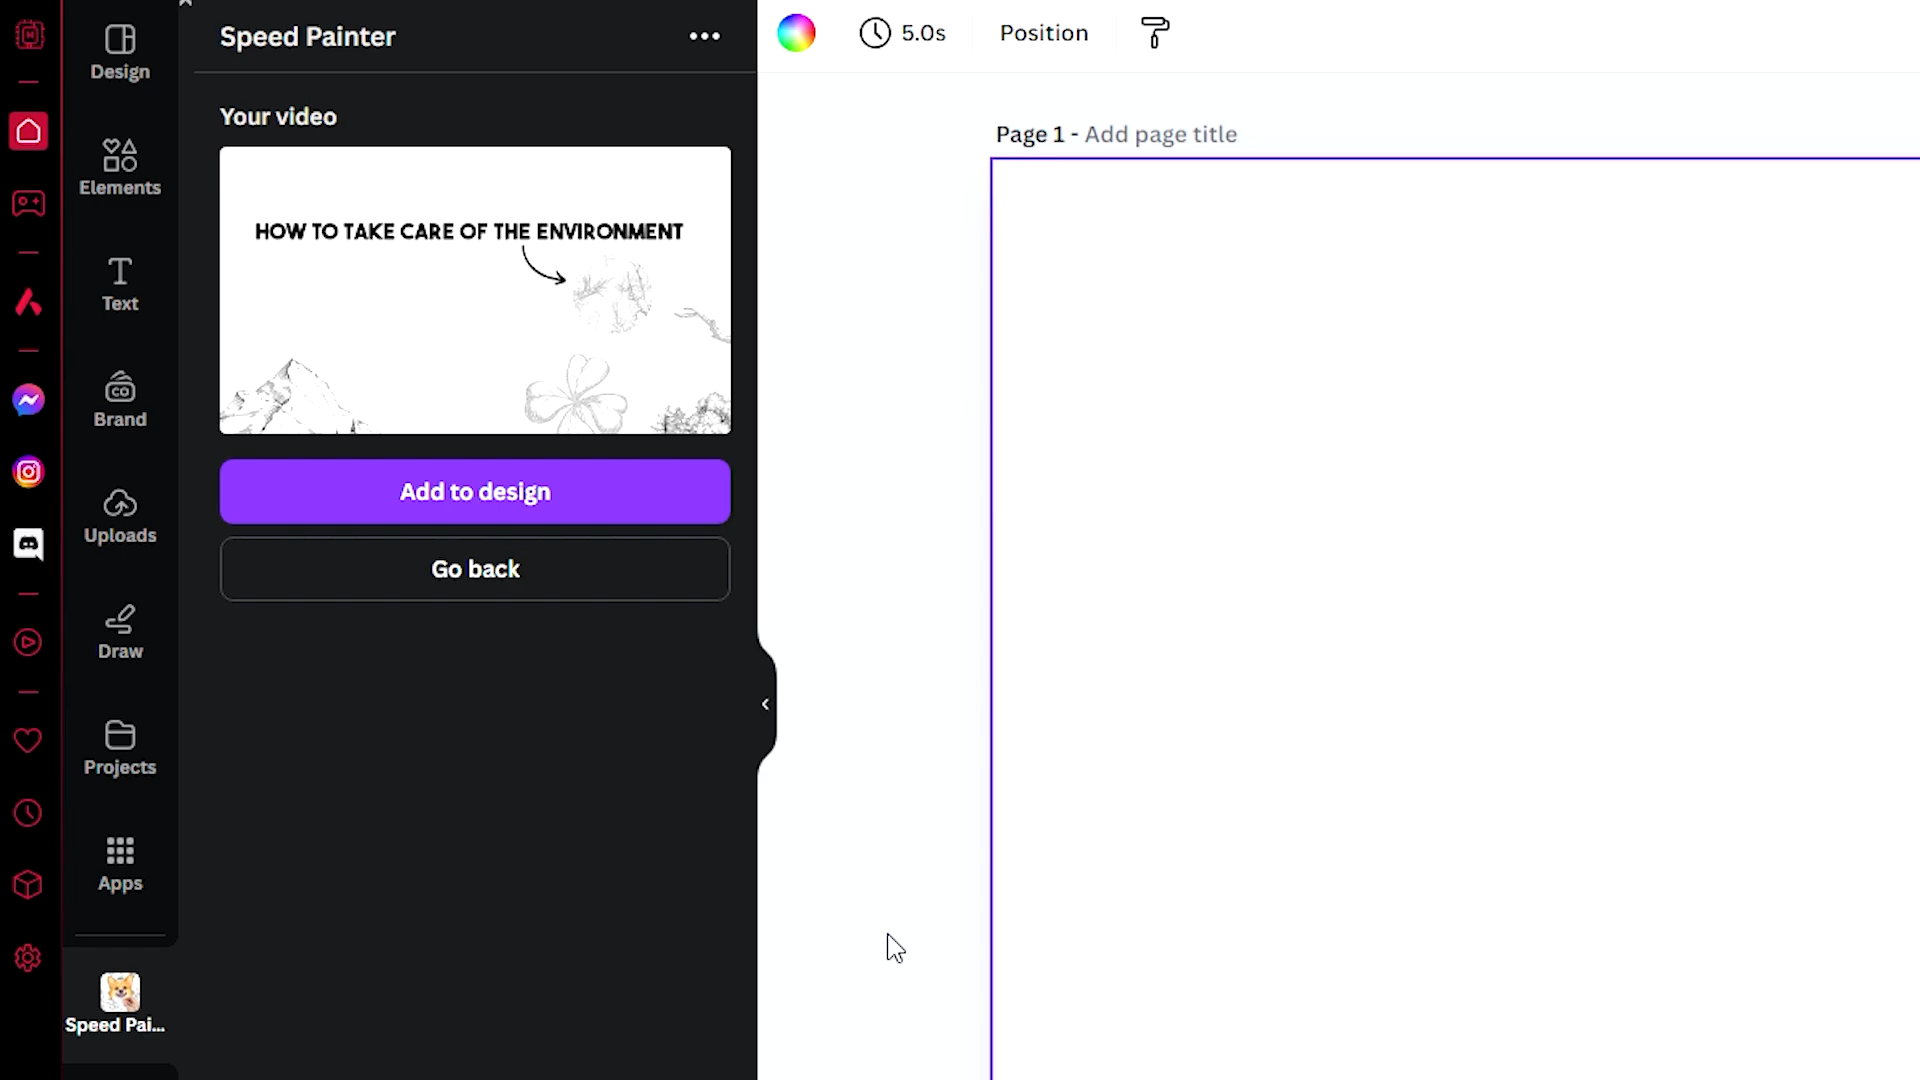 Design
Elements
Text
Brand
CO
Uploads
Draw
Projects
Apps
Speed Pai...
Speed Painter
Your video
HOW TO TAKE CARE OF THE ENVIRONMENT
Add to design
Go back
5.0s
Position
Page 1 - Add page title